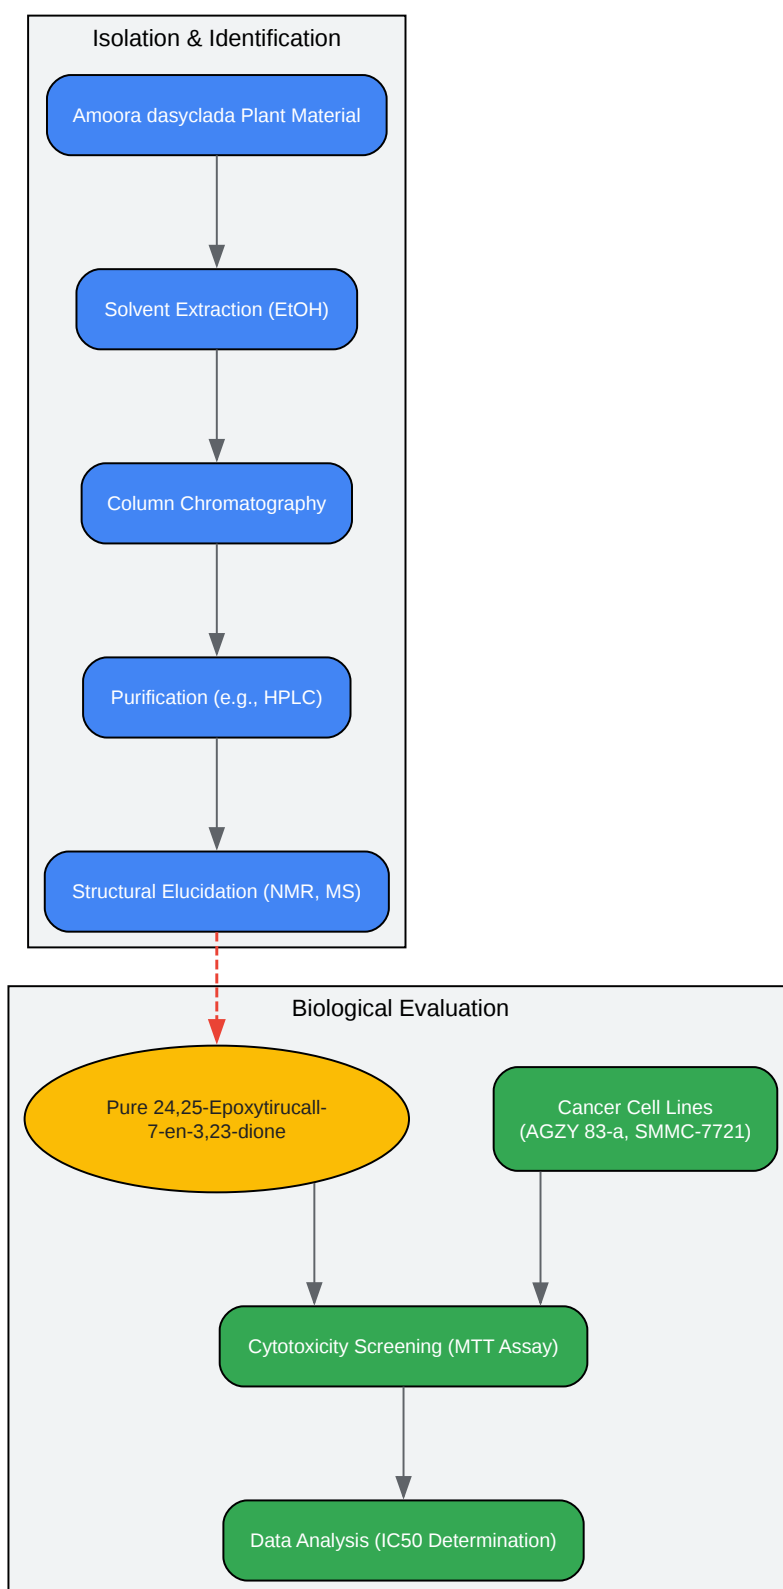 Isolation & Identification
Amoora dasyclada Plant Material
Solvent Extraction (EtOH)
Column Chromatography
Purification (e.g., HPLC)
Structural Elucidation (NMR, MS)
Biological Evaluation
Pure 24,25-Epoxytirucall-
7-en-3,23-dione
Cancer Cell Lines
(AGZY 83-a, SMMC-7721)
Cytotoxicity Screening (MTT Assay)
Data Analysis (IC50 Determination)